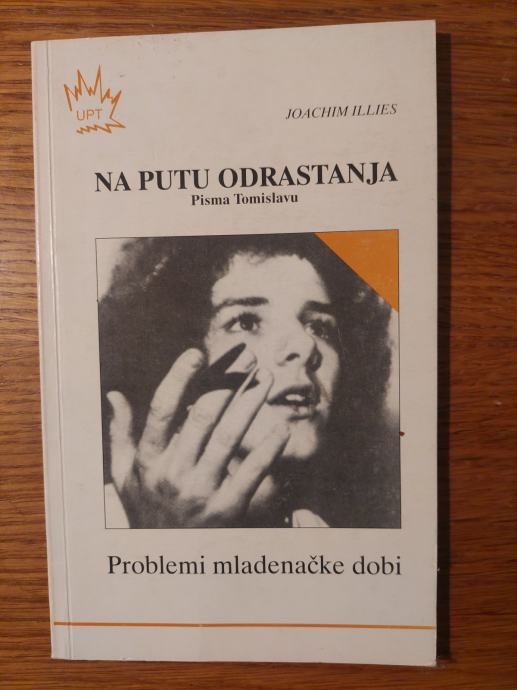 UPT
JOACHIM ILLIES
NA PUTU ODRASTANJA
Pisma Tomislavu
Problemi mladenačke dobi